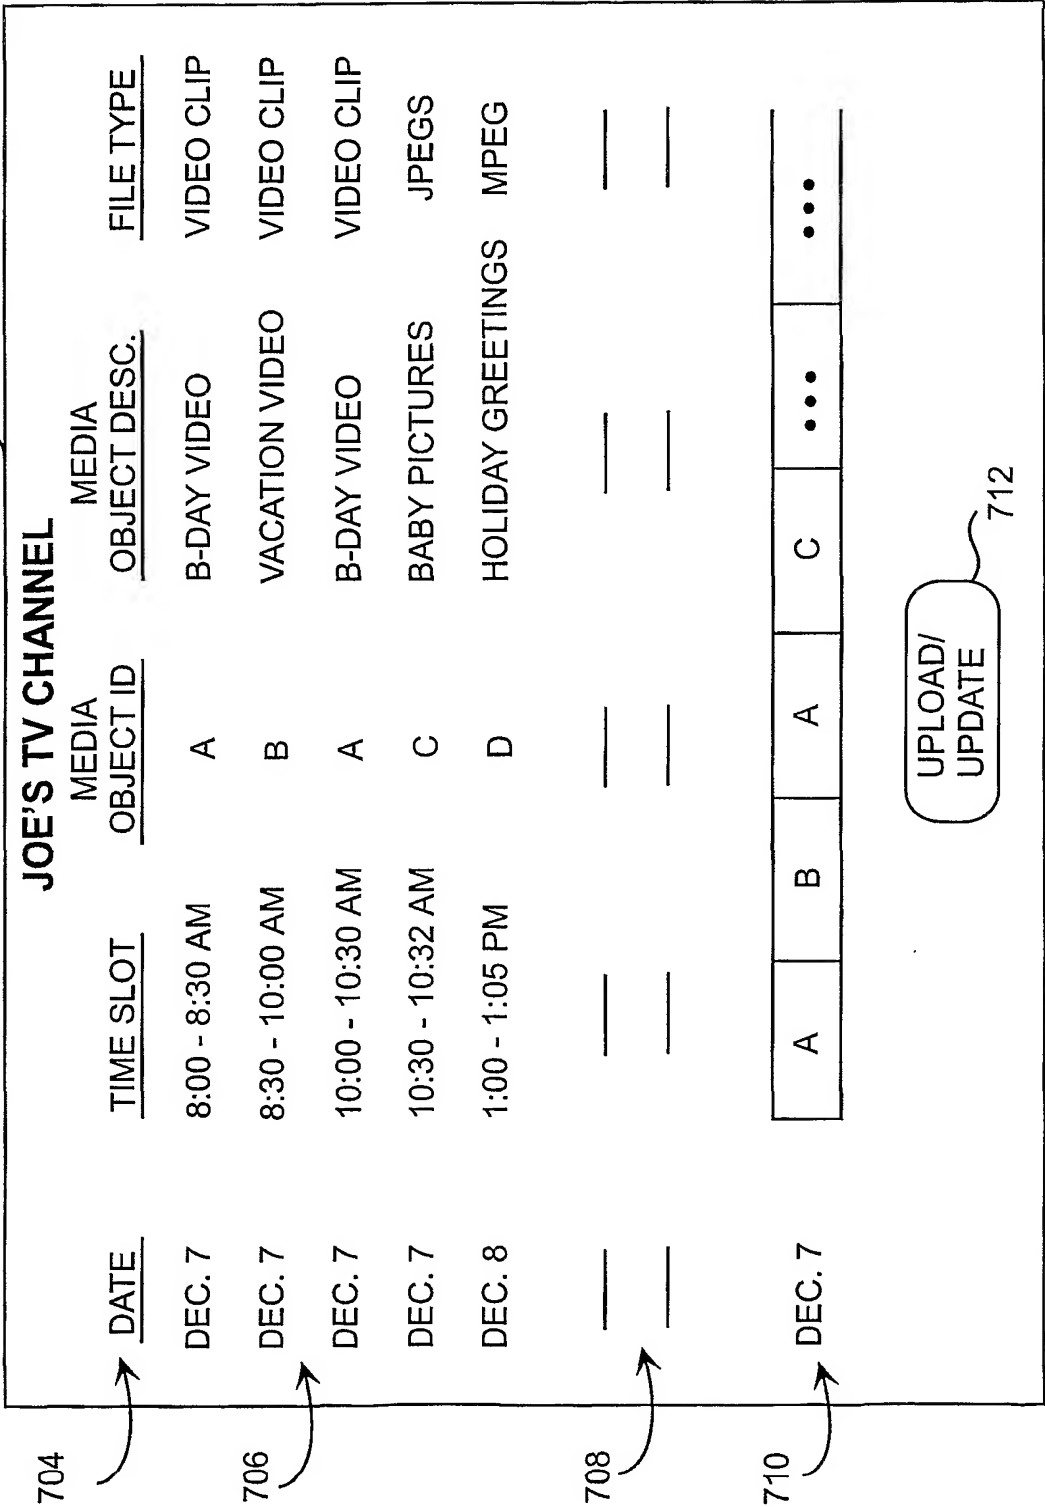 JOE'S TV CHANNEL
704 DATE TIME SLOT MEDIA OBJECT ID MEDIA OBJECT DESC. FILE TYPE
DEC. 7 8:00 - 8:30 AM A B-DAY VIDEO VIDEO CLIP
706 DEC. 7 8:30 - 10:00 AM B VACATION VIDEO VIDEO CLIP
DEC. 7 10:00 - 10:30 AM A B-DAY VIDEO VIDEO CLIP
DEC. 7 10:30 - 10:32 AM C BABY PICTURES JPEGS
DEC. 8 1:00 - 1:05 PM D HOLIDAY GREETINGS MPEG
708
710 DEC. 7 A B A C ••• •••
UPLOAD/
UPDATE
712